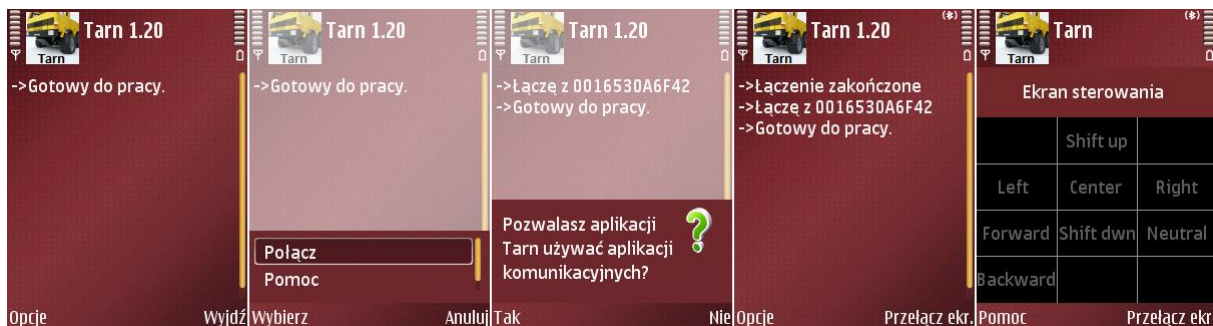 Tarn 1.20
Tarn
->Gotowy do pracy.
Opcje
Wyjdź
Tarn 1.20
Tarn
->Gotowy do pracy.
Połącz
Pomoc
Wybierz
Anuluj
Tarn 1.20
Tarn
->Łączę z 0016530A6F42
->Gotowy do pracy.
Pozwalasz aplikacji
Tarn używać aplikacji
komunikacyjnych?
Tak
Nie
Tarn 1.20
Tarn
->Łączenie zakończone
->Łączę z 0016530A6F42
->Gotowy do pracy.
Opcje
Przełącz ekr.
Tarn
Tarn
Ekran sterowania
Shift up
Left Center Right
Forward Shift dwn Neutral
Backward
Pomoc
Przełącz ekr